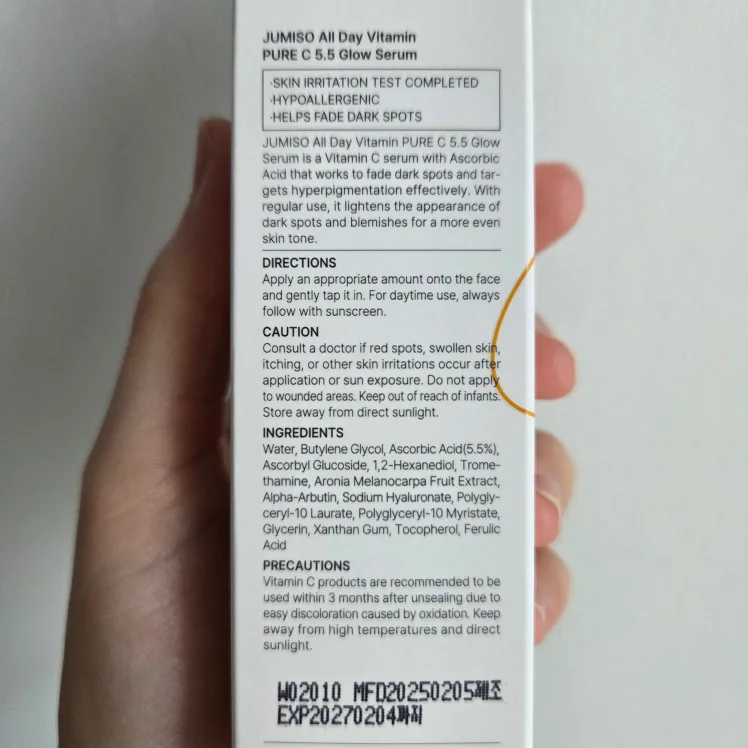 JUMISO All Day Vitamin
PURE C 5.5 Glow Serum
·SKIN IRRITATION TEST COMPLETED
·HYPOALLERGENIC
·HELPS FADE DARK SPOTS
JUMISO All Day Vitamin PURE C 5.5 Glow
Serum is a Vitamin C serum with Ascorbic
Acid that works to fade dark spots and tar-
gets hyperpigmentation effectively. With
regular use, it lightens the appearance of
dark spots and blemishes for a more even
skin tone.
DIRECTIONS
Apply an appropriate amount onto the face
and gently tap it in. For daytime use, always
follow with sunscreen.
CAUTION
Consult a doctor if red spots, swollen skin,
itching, or other skin irritations occur after
application or sun exposure. Do not apply
to wounded areas. Keep out of reach of infants.
Store away from direct sunlight.
INGREDIENTS
Water, Butylene Glycol, Ascorbic Acid(5.5%),
Ascorbyl Glucoside, 1,2-Hexanediol, Trome-
thamine, Aronia Melanocarpa Fruit Extract,
Alpha-Arbutin, Sodium Hyaluronate, Polygly-
ceryl-10 Laurate, Polyglyceryl-10 Myristate,
Glycerin, Xanthan Gum, Tocopherol, Ferulic
Acid
PRECAUTIONS
Vitamin C products are recommended to be
used within 3 months after unsealing due to
easy discoloration caused by oxidation. Keep
away from high temperatures and direct
sunlight.
W02010 MFD20250205제조
EXP20270204까지